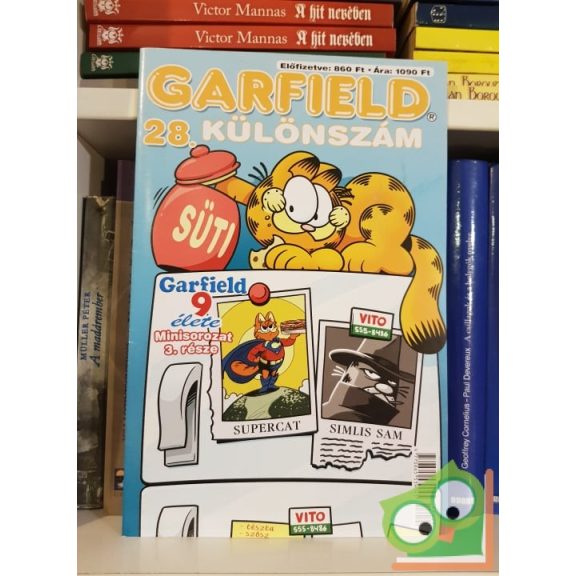 Victor Mannas A hit nevében
Victor Mannas A hit nevében
Előfizetve: 860 Ft • Ára: 1090 Ft
GARFIELD®
28. KÜLÖNSZÁM
SÜTI
Garfield
9
élete
Minisorozat
3. része
SUPERCAT
VITO
555-8486
SIMLIS SAM
VITO
555-8486
- tészta
- szósz
MÜLLER PÉTER
Geoffrey Cornelius - Paul Devereux